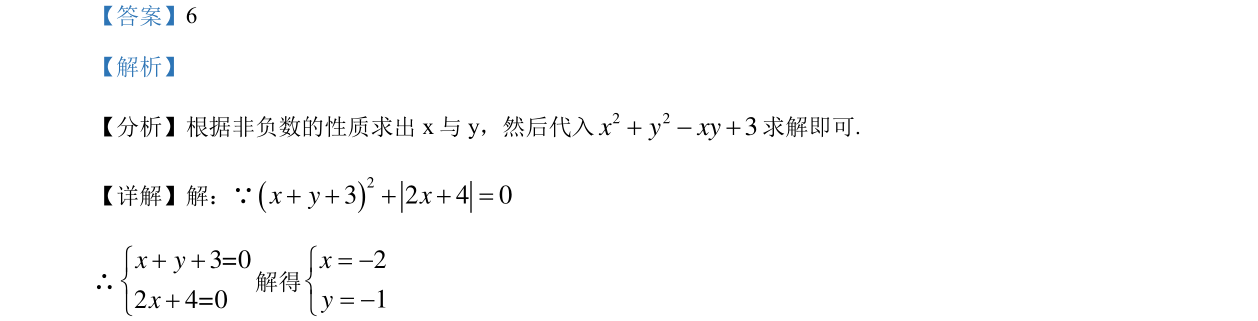 【答案】6
【解析】
【分析】根据非负数的性质求出 x 与 y，然后代入 x² + y² − xy + 3 求解即可.
【详解】解：∵ (x + y + 3)² + |2x + 4| = 0
∴ { x + y + 3=0 解得 { x = −2
2x + 4=0 y = −1